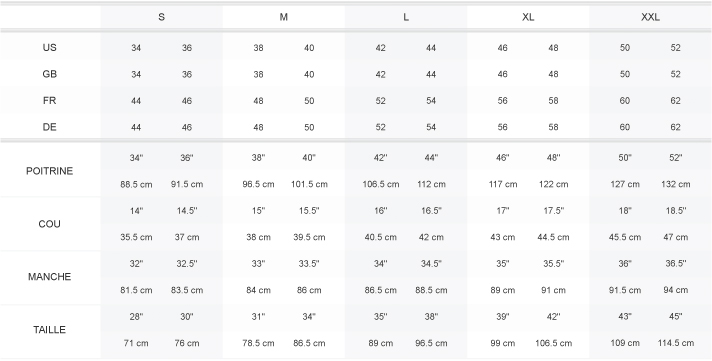 S M L XL XXL
US 34 36 38 40 42 44 46 48 50 52
GB 34 36 38 40 42 44 46 48 50 52
FR 44 46 48 50 52 54 56 58 60 62
DE 44 46 48 50 52 54 56 58 60 62
POITRINE 34" 36" 38" 40" 42" 44" 46" 48" 50" 52"
88.5 cm 91.5 cm 96.5 cm 101.5 cm 106.5 cm 112 cm 117 cm 122 cm 127 cm 132 cm
COU 14" 14.5" 15" 15.5" 16" 16.5" 17" 17.5" 18" 18.5"
35.5 cm 37 cm 38 cm 39.5 cm 40.5 cm 42 cm 43 cm 44.5 cm 45.5 cm 47 cm
MANCHE 32" 32.5" 33" 33.5" 34" 34.5" 35" 35.5" 36" 36.5"
81.5 cm 83.5 cm 84 cm 86 cm 86.5 cm 88.5 cm 89 cm 91 cm 91.5 cm 94 cm
TAILLE 28" 30" 31" 34" 35" 38" 39" 42" 43" 45"
71 cm 76 cm 78.5 cm 86.5 cm 89 cm 96.5 cm 99 cm 106.5 cm 109 cm 114.5 cm